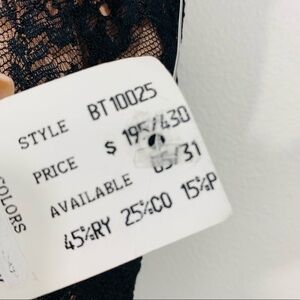 STYLE BT10025
PRICE $ 195/430
AVAILABLE 05/31
45%RY 25%CO 15%P
COLORS